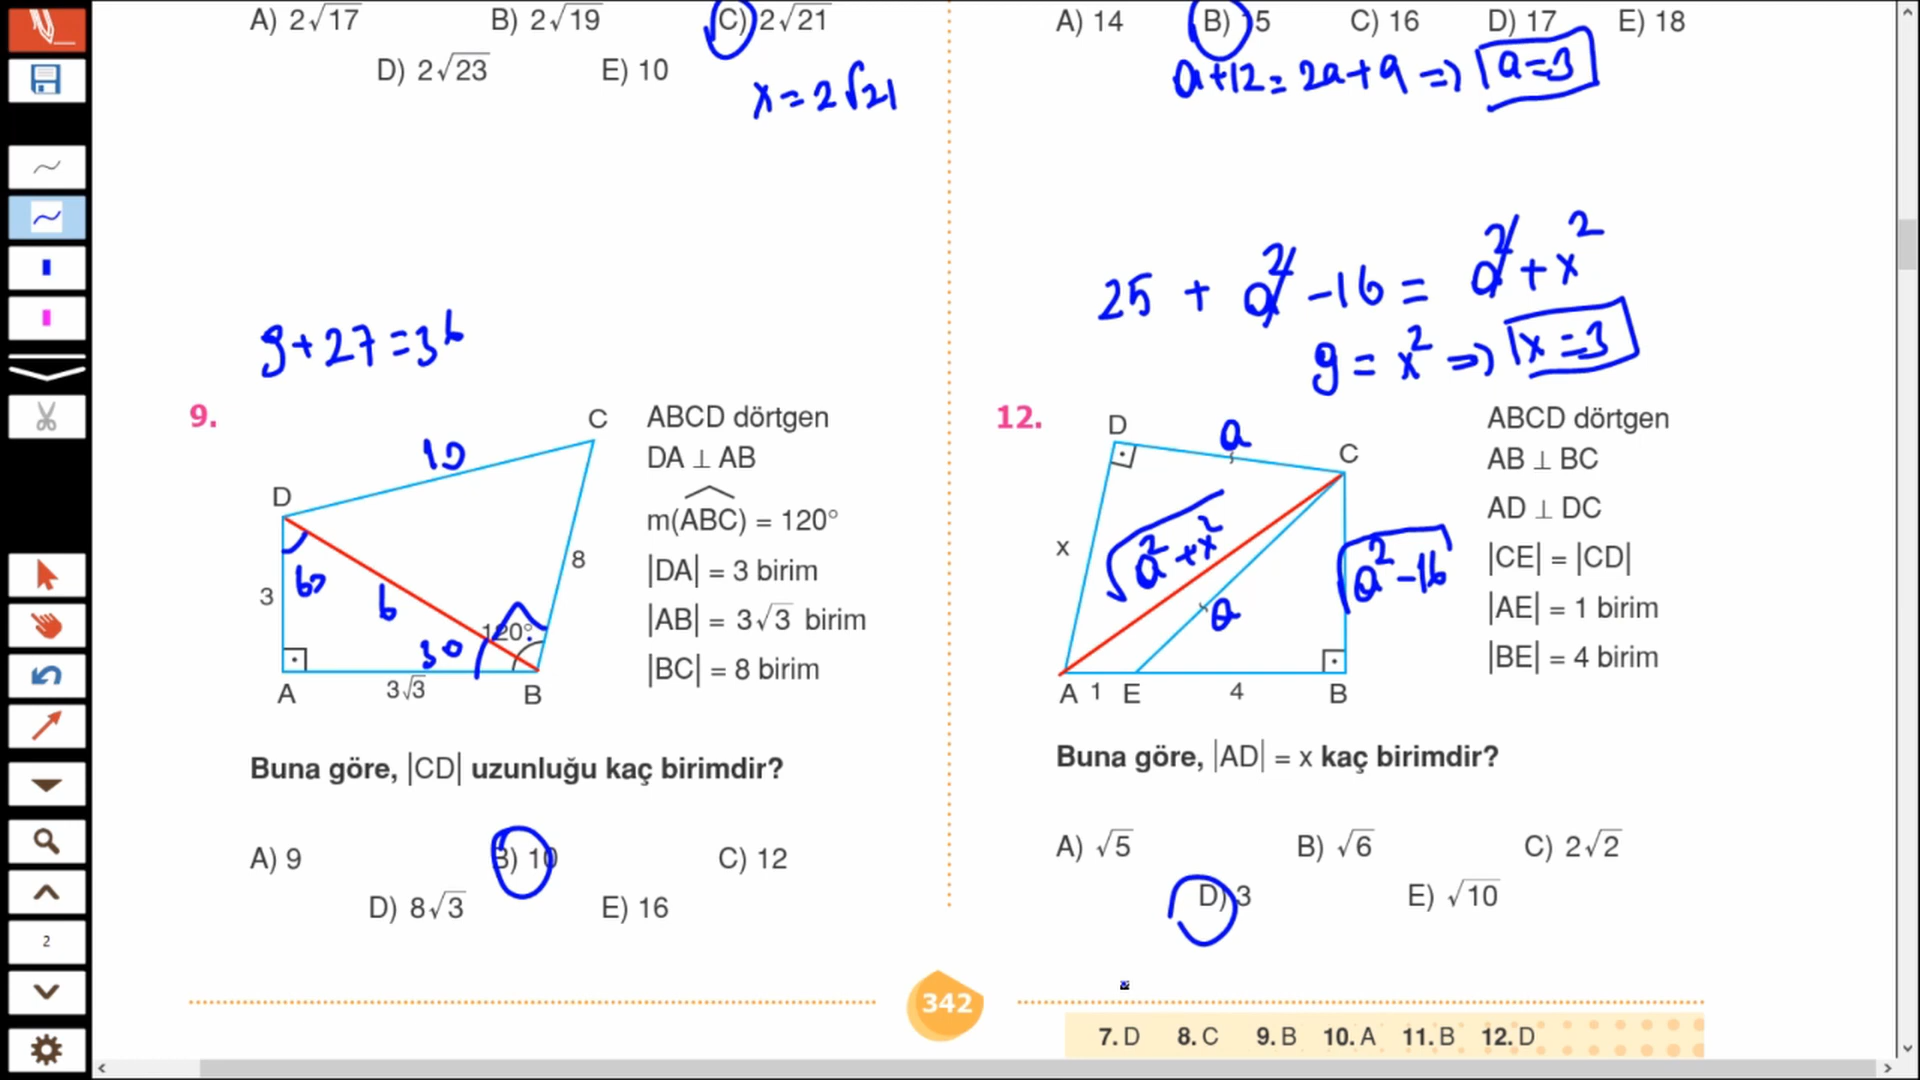 A) 2√17 B) 2√19 C) 2√21
D) 2√23 E) 10
x = 2√21
9+27=36
9.
ABCD dörtgen
DA ⊥ AB
m(ABC) = 120°
|DA| = 3 birim
|AB| = 3√3 birim
|BC| = 8 birim
D
C
A
B
3
8
3√3
120°
10
60
6
30
Buna göre, |CD| uzunluğu kaç birimdir?
A) 9 B) 10 C) 12
D) 8√3 E) 16
A) 14 B) 15 C) 16 D) 17 E) 18
a+12=2a+9 => a=3
25 + a² -16 = a² + x²
9 = x² => x=3
12.
ABCD dörtgen
AB ⊥ BC
AD ⊥ DC
|CE| = |CD|
|AE| = 1 birim
|BE| = 4 birim
D
a
C
x
√a²+x²
a
√a²-16
A 1 E 4 B
Buna göre, |AD| = x kaç birimdir?
A) √5 B) √6 C) 2√2
D) 3 E) √10
342
7. D 8. C 9. B 10. A 11. B 12. D
2